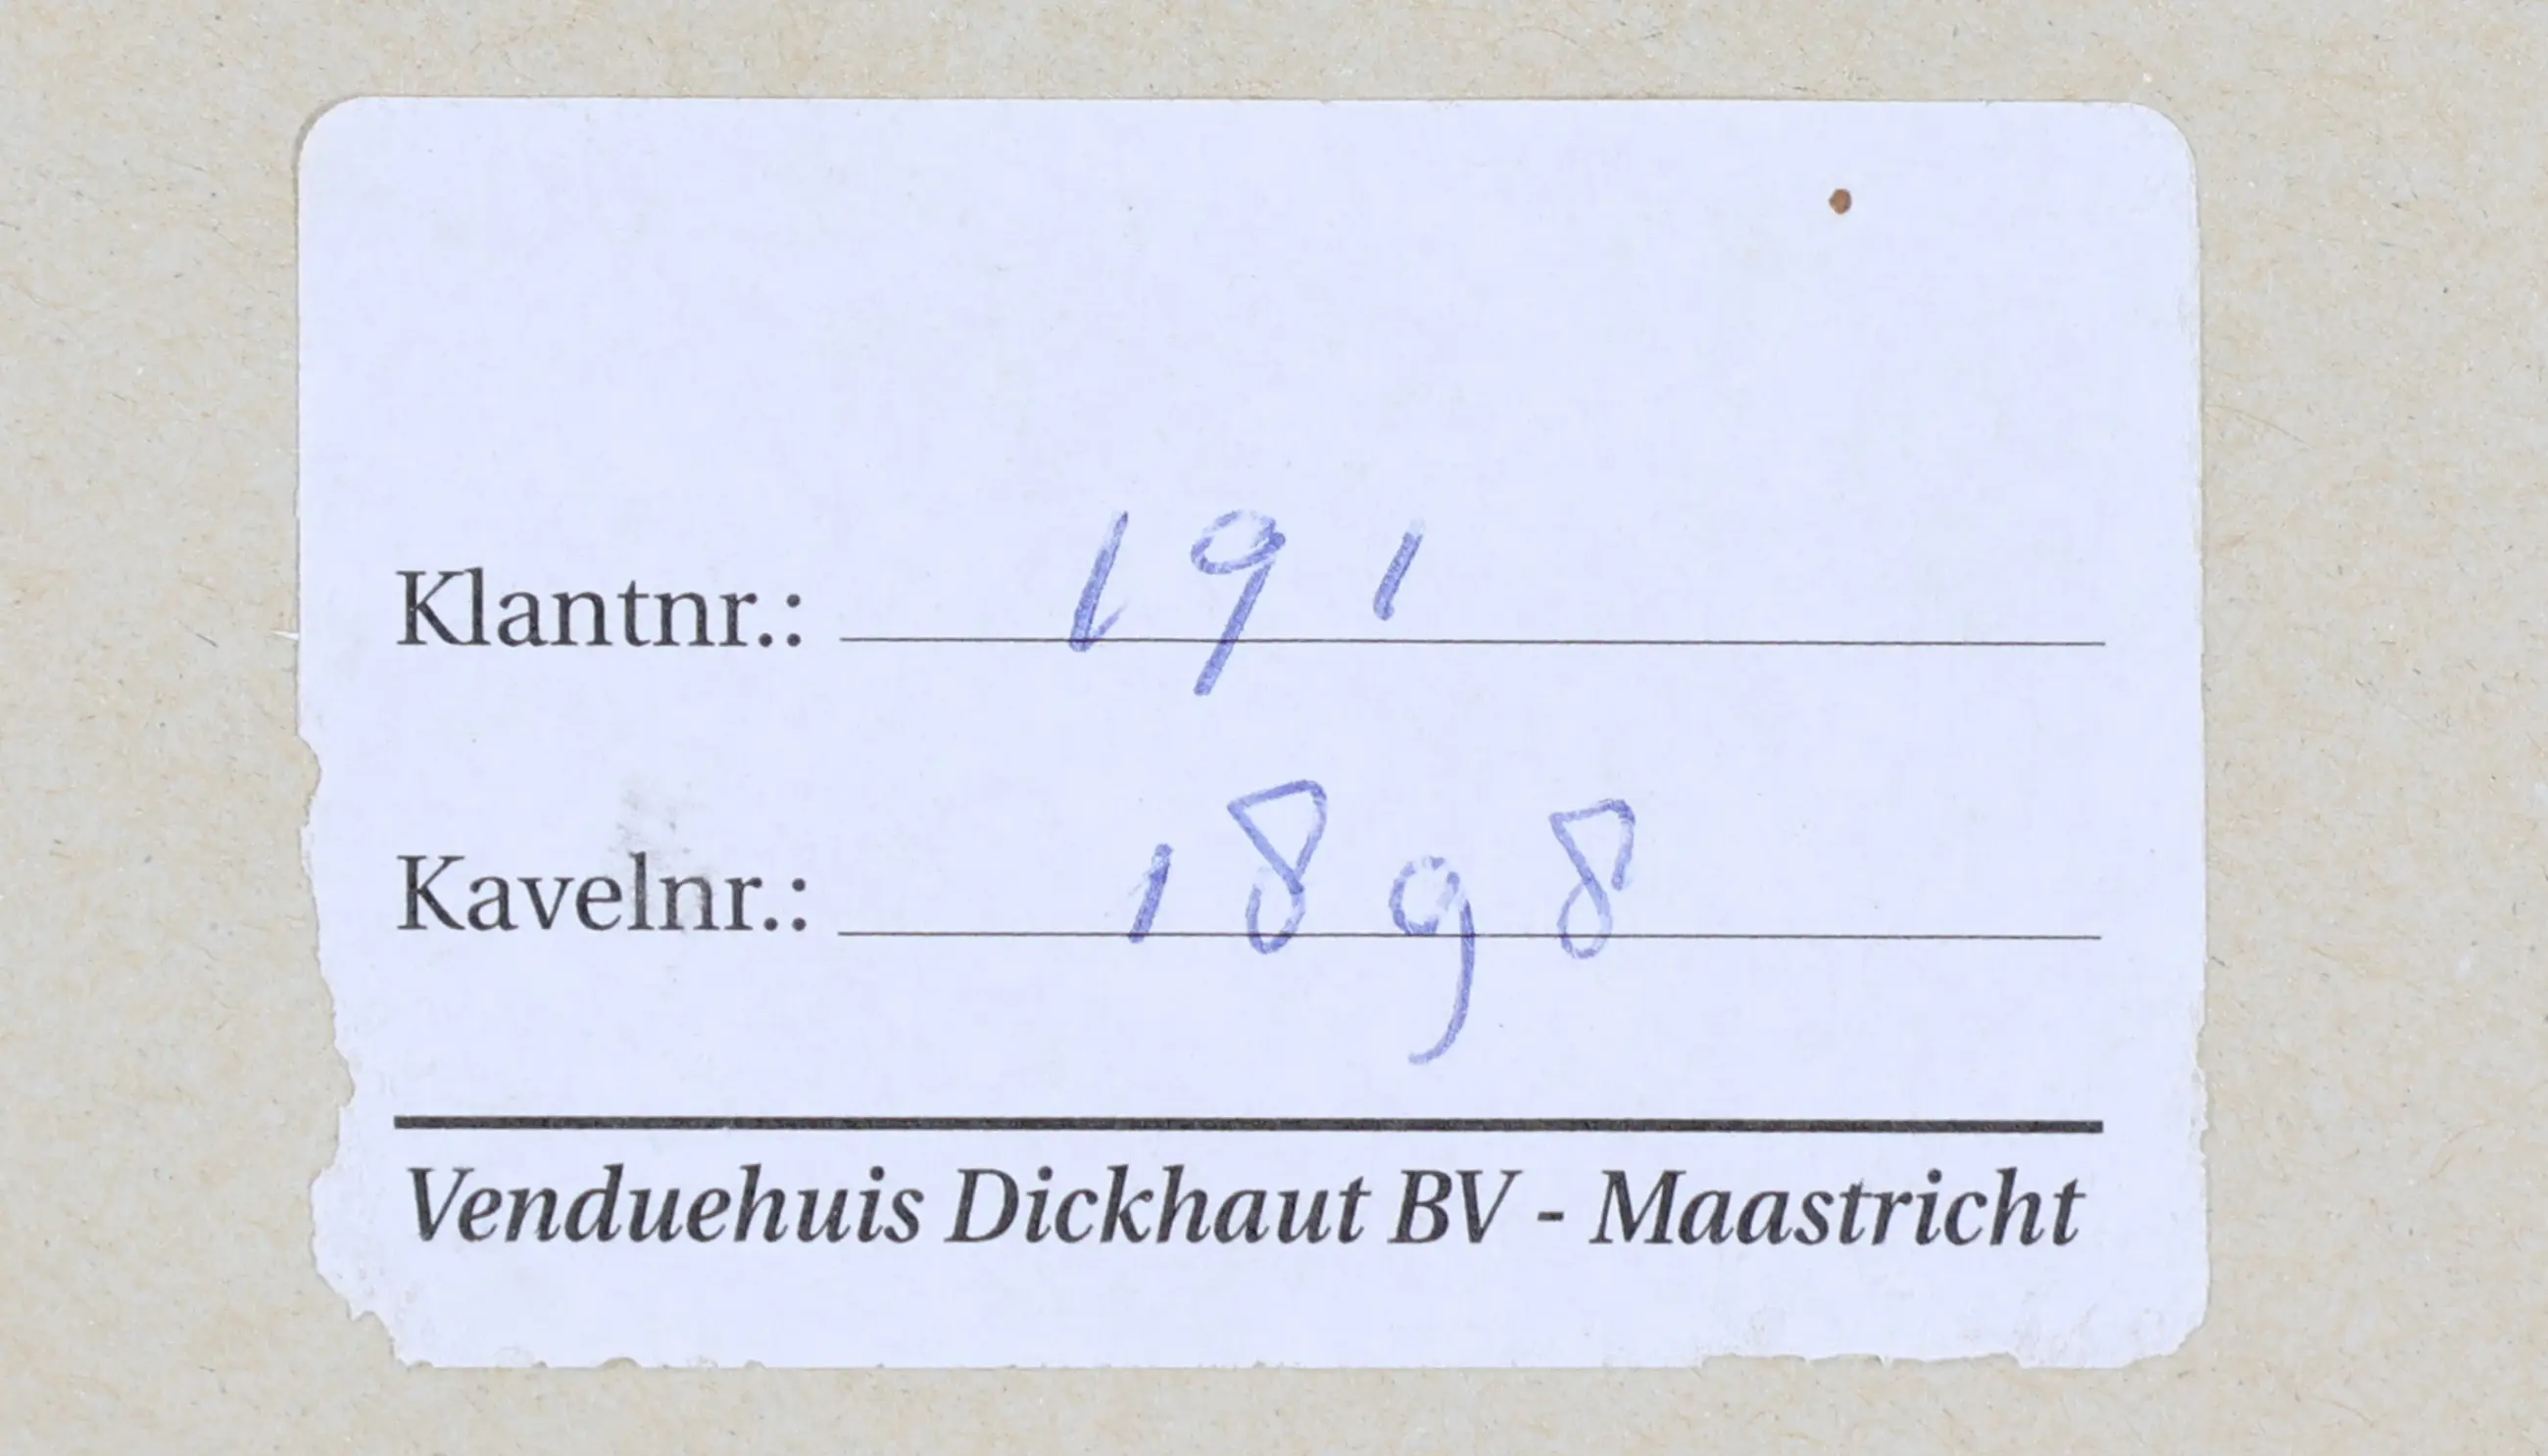 Klantnr.: 191
Kavelnr.: 1898
Venduehuis Dickhaut BV - Maastricht